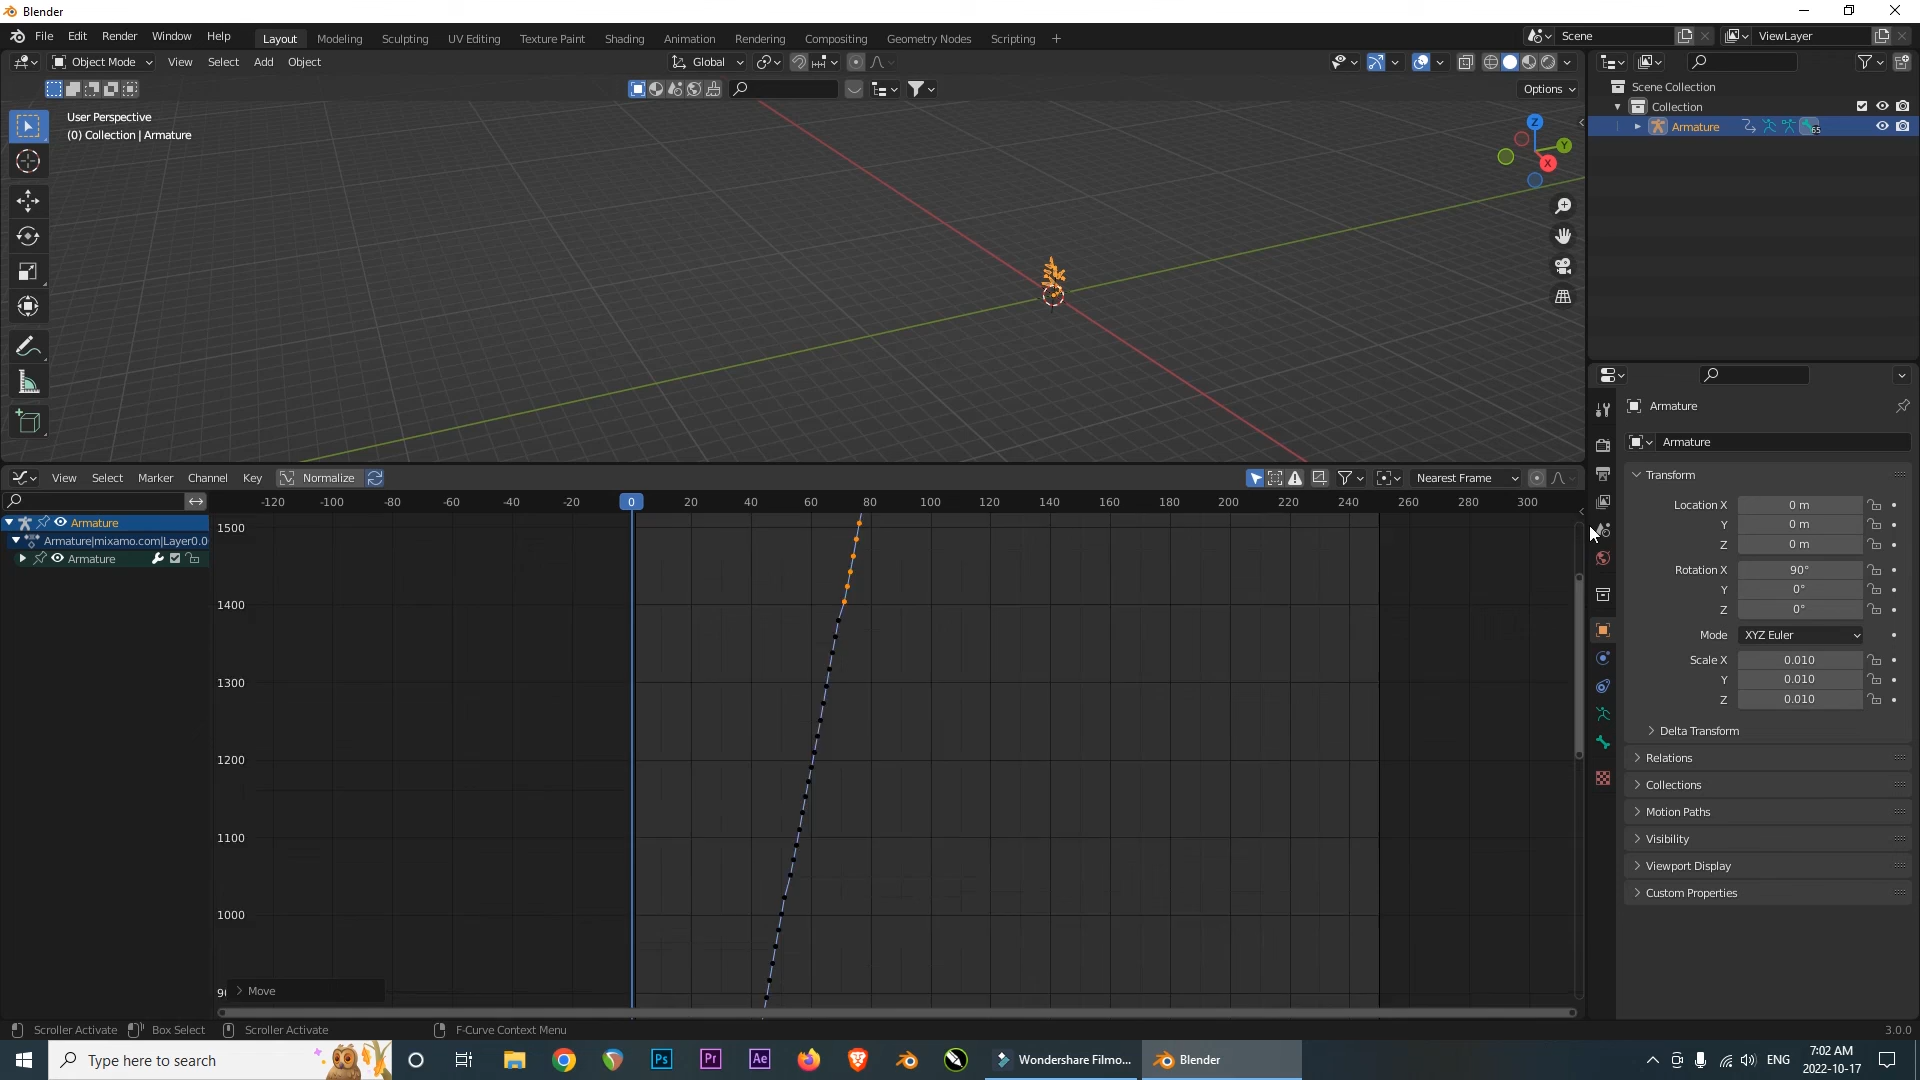 Blender
File Edit Render Window Help
Layout Modeling Sculpting UV Editing Texture Paint Shading Animation Rendering Compositing Geometry Nodes Scripting +
Scene ViewLayer
Object Mode View Select Add Object Global
Options
User Perspective
(0) Collection | Armature
Z
Y
X
Scene Collection
Collection
Armature 65
View Select Marker Channel Key Normalize Nearest Frame
-120 -100 -80 -60 -40 -20 0 20 40 60 80 100 120 140 160 180 200 220 240 260 280 300
Armature
Armature|mixamo.com|Layer0.0
Armature
1500
1400
1300
1200
1100
1000
Move
Armature
Armature
Transform
Location X 0 m
Y 0 m
Z 0 m
Rotation X 90°
Y 0°
Z 0°
Mode XYZ Euler
Scale X 0.010
Y 0.010
Z 0.010
Delta Transform
Relations
Collections
Motion Paths
Visibility
Viewport Display
Custom Properties
Scroller Activate Box Select Scroller Activate F-Curve Context Menu 3.0.0
Type here to search Ps Pr Ae Wondershare Filmo... Blender ENG 7:02 AM
2022-10-17